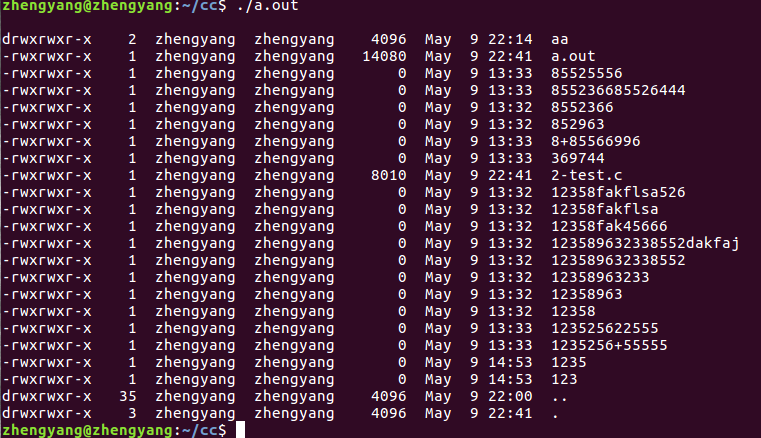 zhengyang@zhengyang:~/cc$ ./a.out
drwxrwxr-x 2 zhengyang zhengyang 4096 May 9 22:14 aa
-rwxrwxr-x 1 zhengyang zhengyang 14080 May 9 22:41 a.out
-rwxrwxr-x 1 zhengyang zhengyang 0 May 9 13:33 85525556
-rwxrwxr-x 1 zhengyang zhengyang 0 May 9 13:33 855236685526444
-rwxrwxr-x 1 zhengyang zhengyang 0 May 9 13:32 8552366
-rwxrwxr-x 1 zhengyang zhengyang 0 May 9 13:32 852963
-rwxrwxr-x 1 zhengyang zhengyang 0 May 9 13:33 8+85566996
-rwxrwxr-x 1 zhengyang zhengyang 0 May 9 13:33 369744
-rwxrwxr-x 1 zhengyang zhengyang 8010 May 9 22:41 2-test.c
-rwxrwxr-x 1 zhengyang zhengyang 0 May 9 13:32 12358fakflsa526
-rwxrwxr-x 1 zhengyang zhengyang 0 May 9 13:32 12358fakflsa
-rwxrwxr-x 1 zhengyang zhengyang 0 May 9 13:32 12358fak45666
-rwxrwxr-x 1 zhengyang zhengyang 0 May 9 13:32 123589632338552dakfaj
-rwxrwxr-x 1 zhengyang zhengyang 0 May 9 13:32 123589632338552
-rwxrwxr-x 1 zhengyang zhengyang 0 May 9 13:32 12358963233
-rwxrwxr-x 1 zhengyang zhengyang 0 May 9 13:32 12358963
-rwxrwxr-x 1 zhengyang zhengyang 0 May 9 13:32 12358
-rwxrwxr-x 1 zhengyang zhengyang 0 May 9 13:33 123525622555
-rwxrwxr-x 1 zhengyang zhengyang 0 May 9 13:33 1235256+55555
-rwxrwxr-x 1 zhengyang zhengyang 0 May 9 14:53 1235
-rwxrwxr-x 1 zhengyang zhengyang 0 May 9 14:53 123
drwxrwxr-x 35 zhengyang zhengyang 4096 May 9 22:00 ..
drwxrwxr-x 3 zhengyang zhengyang 4096 May 9 22:41 .
zhengyang@zhengyang:~/cc$